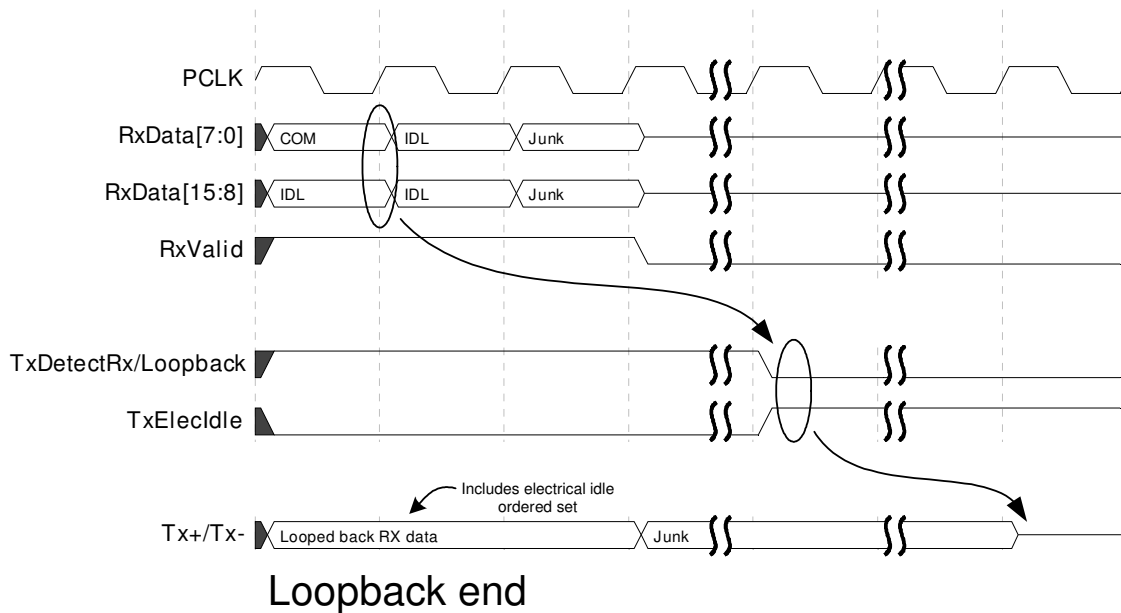 PCLK
RxData[7:0]
COM
IDL
Junk
RxData[15:8]
IDL
IDL
Junk
RxValid
TxDetectRx/Loopback
TxElecIdle
Includes electrical idle
ordered set
Tx+/Tx-
Looped back RX data
Junk
Loopback end